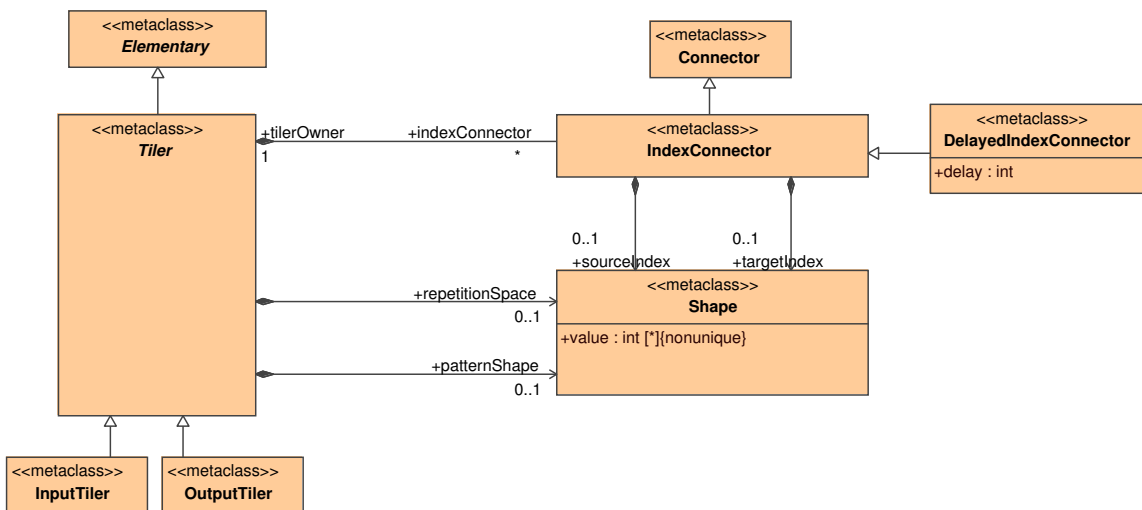 <<metaclass>>
Elementary
<<metaclass>>
Connector
<<metaclass>>
Tiler
+tilerOwner
1
+indexConnector
*
<<metaclass>>
IndexConnector
<<metaclass>>
DelayedIndexConnector
+delay : int
0..1
+sourceIndex
0..1
+targetIndex
+repetitionSpace
0..1
<<metaclass>>
Shape
+value : int [*]{nonunique}
+patternShape
0..1
<<metaclass>>
InputTiler
<<metaclass>>
OutputTiler